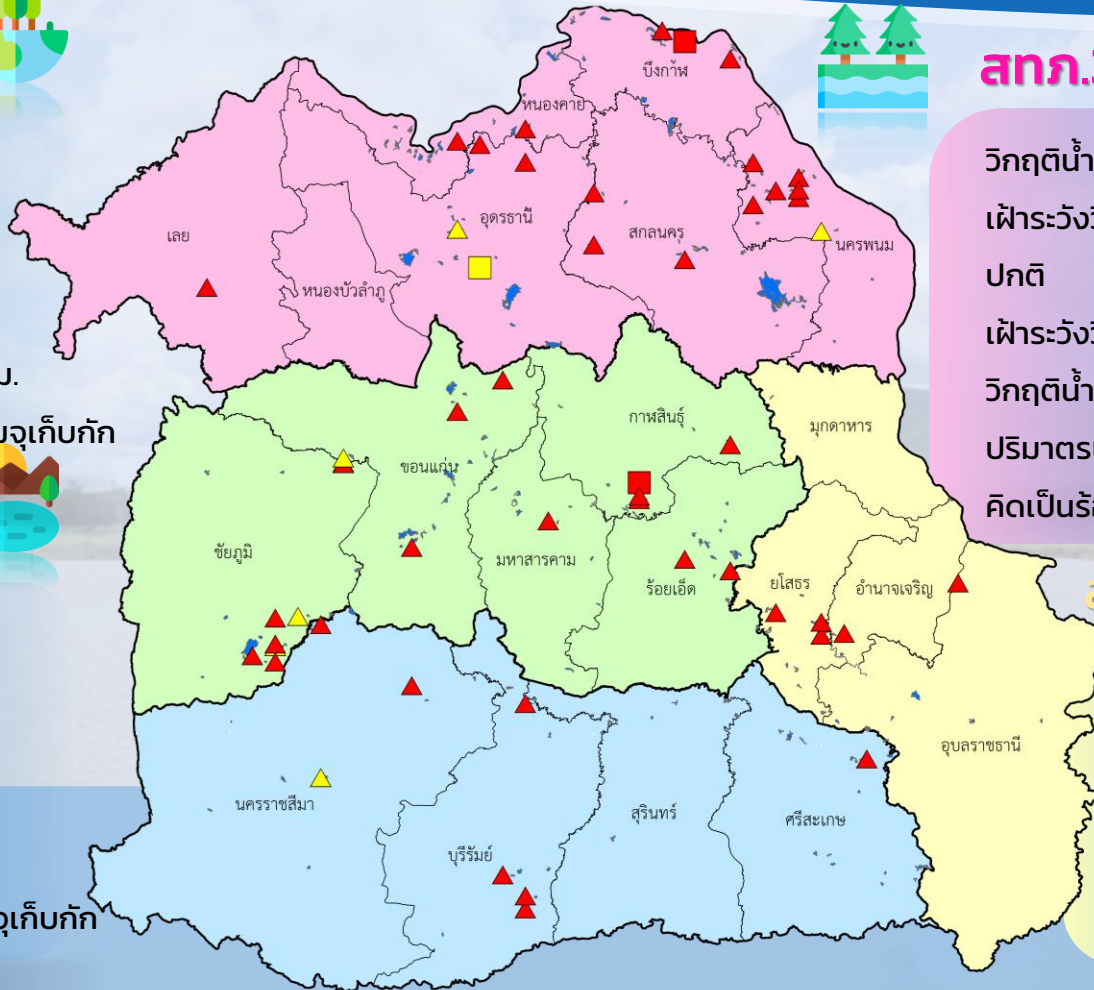 สทภ.
บึงกาฬ
หนองคาย
วิกฤติน้ำ
เฝ้าระวัง
อุดรธานี
เลย
สกลนคร
นครพนม
ปกติ
หนองบัวลำภู
เฝ้าระวัง
ม.
วิกฤติน้ำ
กาฬสินธุ์
จุเก็บกัก
มุกดาหาร
ปริมาตร
ขอนแก่น
คิดเป็นร้อ
ชัยภูมิ
มหาสารคาม
ร้อยเอ็ด
ยโสธร
อำนาจเจริญ
อุบลราชธานี
นครราชสีมา
สุรินทร์
ศรีสะเกษ
บุรีรัมย์
จุเก็บกัก